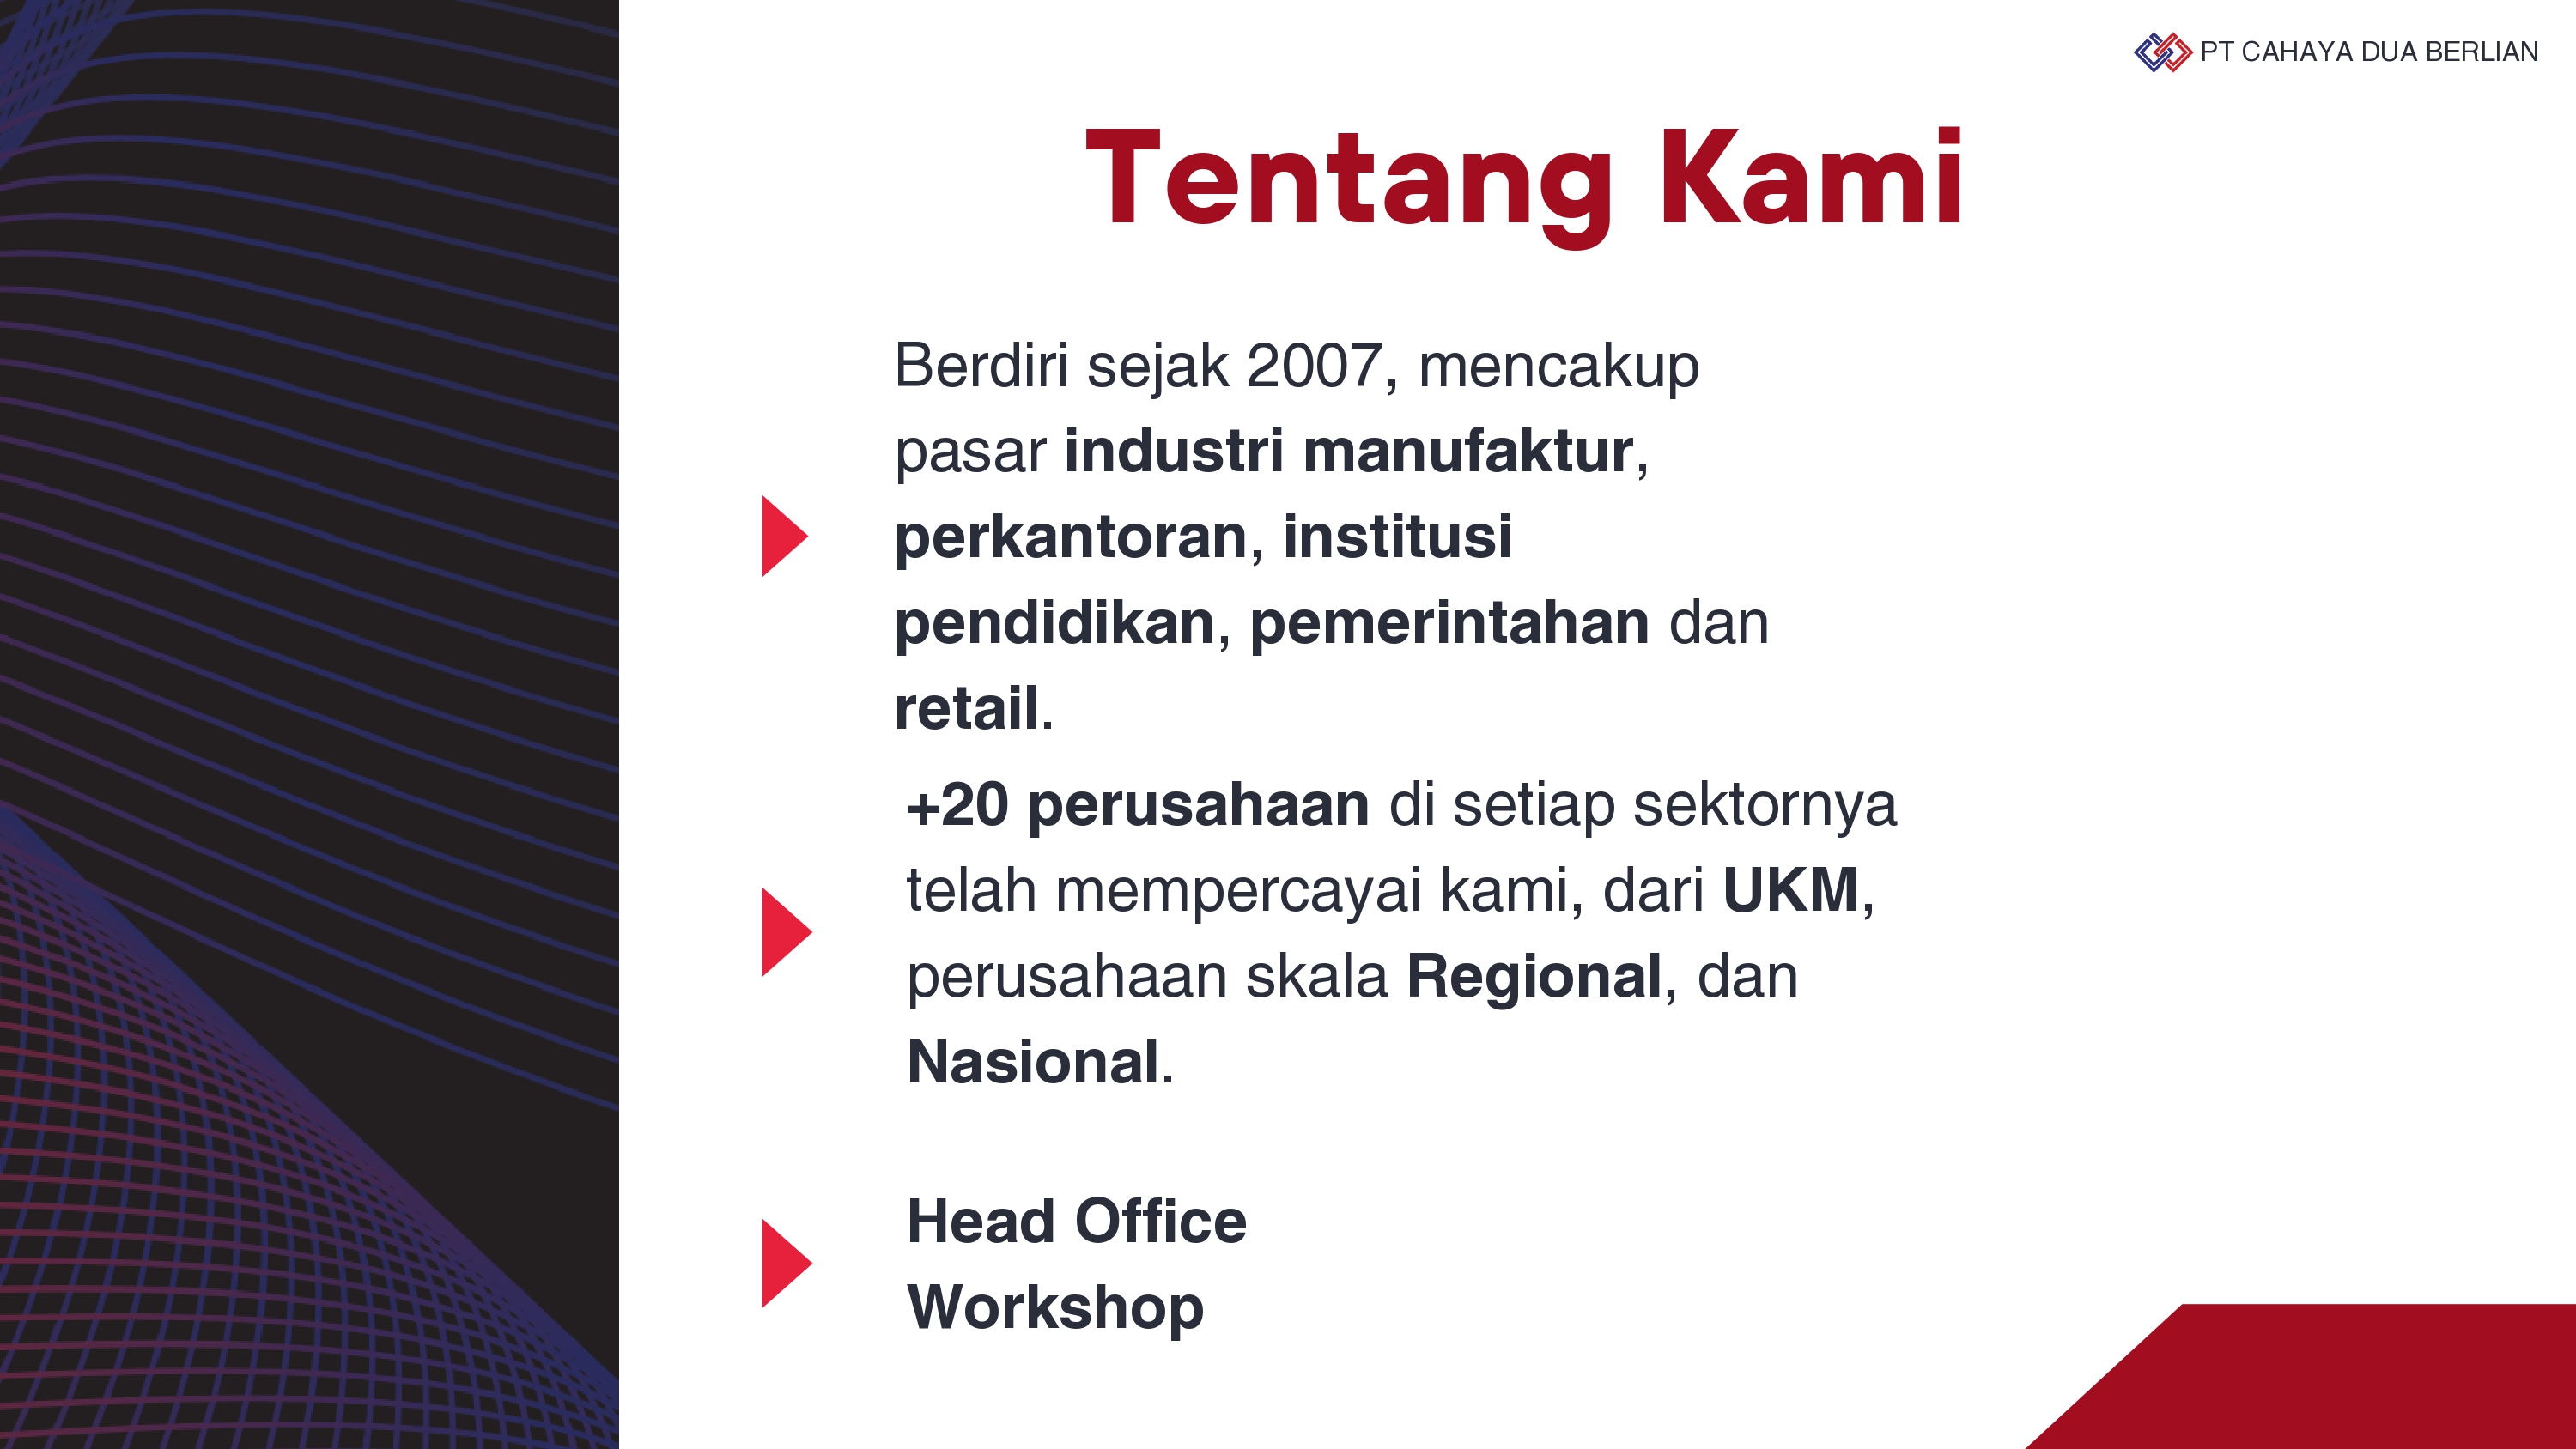 PT CAHAYA DUA BERLIAN
Tentang Kami
Berdiri sejak 2007, mencakup
pasar industri manufaktur,
perkantoran, institusi
pendidikan, pemerintahan dan
retail.
+20 perusahaan di setiap sektornya
telah mempercayai kami, dari UKM,
perusahaan skala Regional, dan
Nasional.
Head Office
Workshop